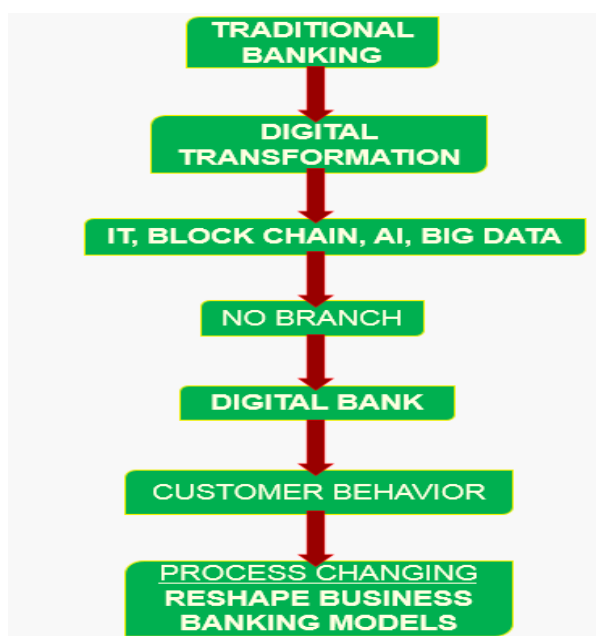 TRADITIONAL
BANKING
DIGITAL
TRANSFORMATION
IT, BLOCK CHAIN, AI, BIG DATA
NO BRANCH
DIGITAL BANK
CUSTOMER BEHAVIOR
PROCESS CHANGING
RESHAPE BUSINESS
BANKING MODELS